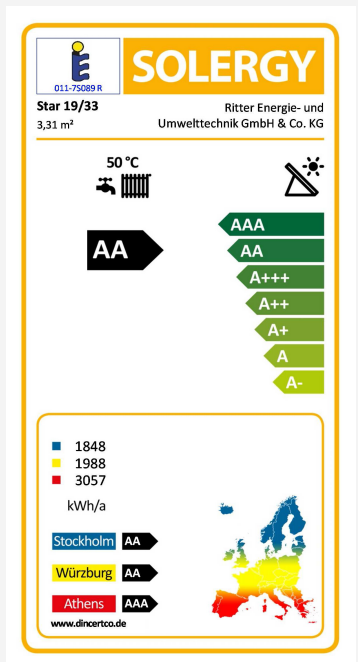 011-7S089 R
SOLERGY
Star 19/33
3,31 m²
Ritter Energie- und
Umwelttechnik GmbH & Co. KG
50 °C
AA
AAA
AA
A+++
A++
A+
A
A-
1848
1988
3057
kWh/a
Stockholm AA
Würzburg AA
Athens AAA
www.dincertco.de